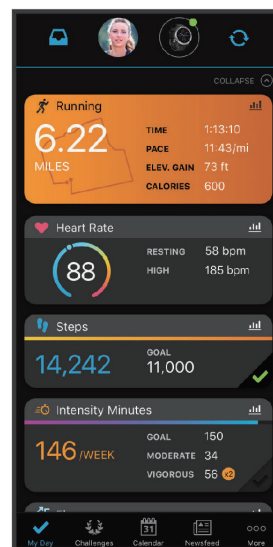 COLLAPSE
Running
6.22
MILES
TIME 1:13:10
PACE 11:43/mi
ELEV. GAIN 73 ft
CALORIES 600
Heart Rate
88
RESTING 58 bpm
HIGH 185 bpm
Steps
14,242
GOAL
11,000
Intensity Minutes
146 /WEEK
GOAL 150
MODERATE 34
VIGOROUS 56 x2
31
My Day Challenges Calendar Newsfeed More